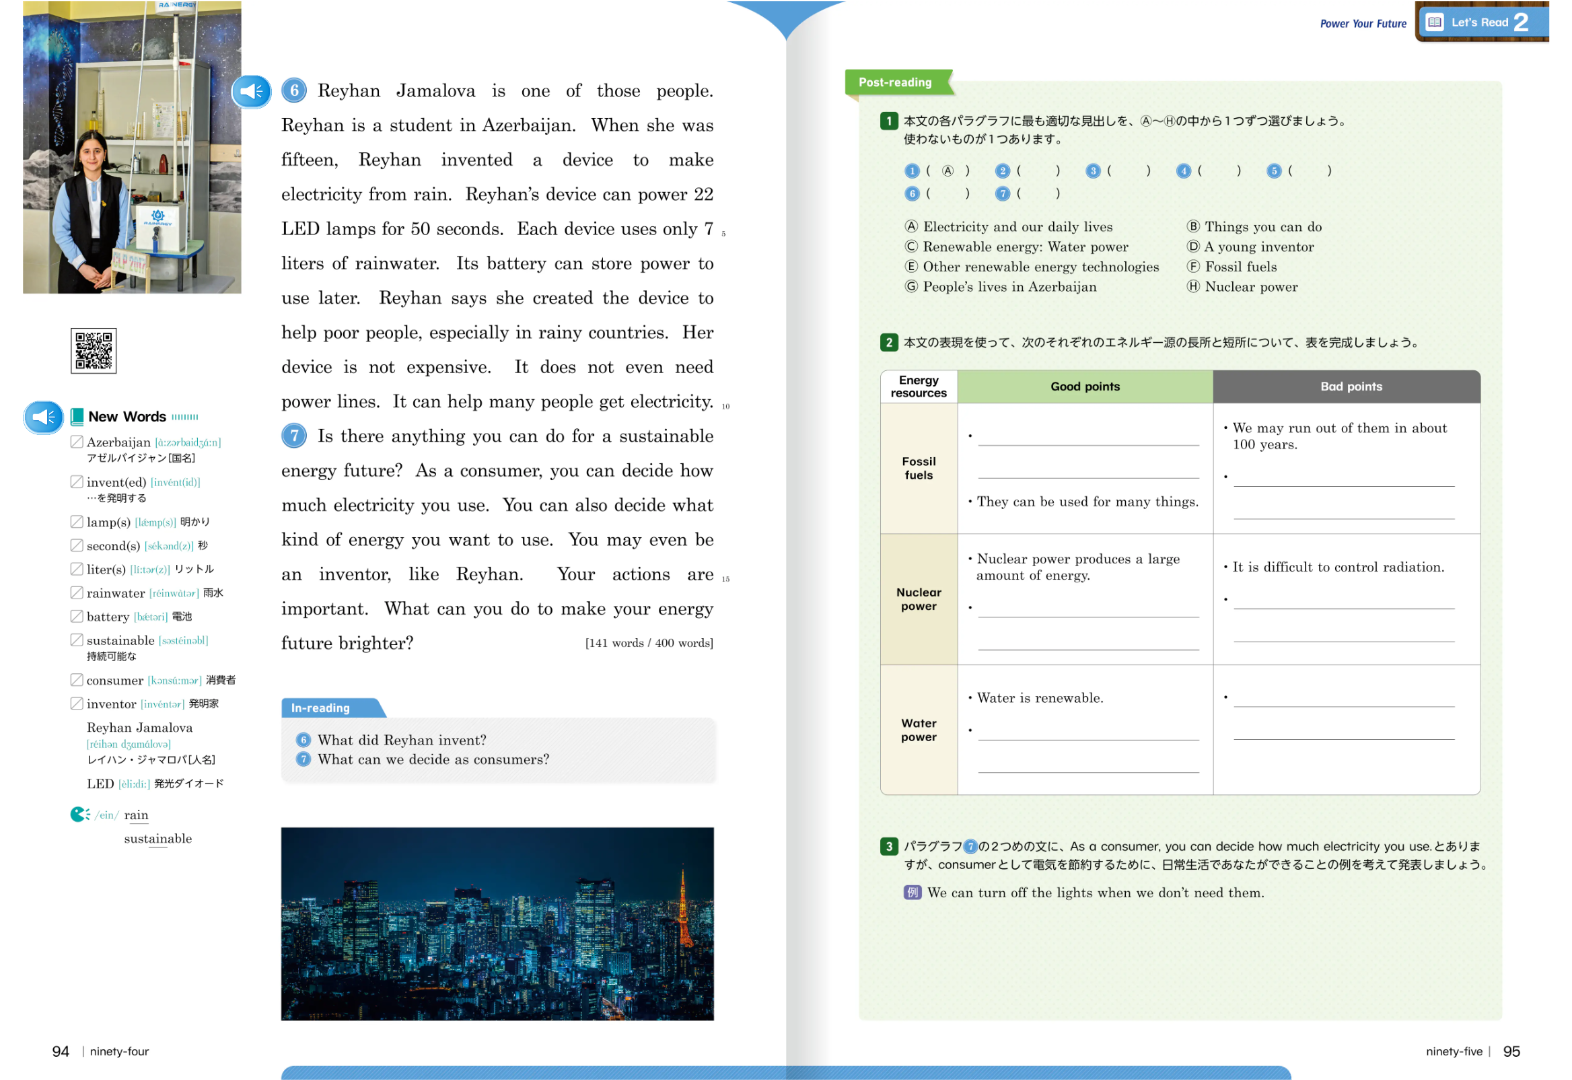 RAINERGY
RAINERGY
6 Reyhan Jamalova is one of those people.
Reyhan is a student in Azerbaijan. When she was
fifteen, Reyhan invented a device to make
electricity from rain. Reyhan's device can power 22
LED lamps for 50 seconds. Each device uses only 7 5
liters of rainwater. Its battery can store power to
use later. Reyhan says she created the device to
help poor people, especially in rainy countries. Her
device is not expensive. It does not even need
power lines. It can help many people get electricity. 10
7 Is there anything you can do for a sustainable
energy future? As a consumer, you can decide how
much electricity you use. You can also decide what
kind of energy you want to use. You may even be
an inventor, like Reyhan. Your actions are 15
important. What can you do to make your energy
future brighter? [141 words / 400 words]
New Words
Azerbaijan [ɑ̀ːzərbaidʒɑ́ːn]
アゼルバイジャン[国名]
invent(ed) [invént(id)]
…を発明する
lamp(s) [lǽmp(s)] 明かり
second(s) [sékənd(z)] 秒
liter(s) [líːtər(z)] リットル
rainwater [réinwɔ̀ːtər] 雨水
battery [bǽtəri] 電池
sustainable [səstéinəbl]
持続可能な
consumer [kənsúːmər] 消費者
inventor [invéntər] 発明家
Reyhan Jamalova
[réihən dʒəmɑ́lovə]
レイハン・ジャマロバ[人名]
LED [èlìːdíː] 発光ダイオード
/ein/ rain
sustainable
In-reading
6 What did Reyhan invent?
7 What can we decide as consumers?
94 | ninety-four
Power Your Future
Let's Read 2
Post-reading
1 本文の各パラグラフに最も適切な見出しを、Ⓐ〜Ⓗの中から1つずつ選びましょう。
使わないものが1つあります。
1 ( Ⓐ ) 2 ( ) 3 ( ) 4 ( ) 5 ( )
6 ( ) 7 ( )
Ⓐ Electricity and our daily lives Ⓑ Things you can do
Ⓒ Renewable energy: Water power Ⓓ A young inventor
Ⓔ Other renewable energy technologies Ⓕ Fossil fuels
Ⓖ People's lives in Azerbaijan Ⓗ Nuclear power
2 本文の表現を使って、次のそれぞれのエネルギー源の長所と短所について、表を完成しましょう。
Energy
resources
Good points
Bad points
Fossil
fuels
•
• They can be used for many things.
• We may run out of them in about
100 years.
•
Nuclear
power
• Nuclear power produces a large
amount of energy.
•
• It is difficult to control radiation.
•
Water
power
• Water is renewable.
•
•
3 パラグラフ7の2つめの文に、As a consumer, you can decide how much electricity you use.とありま
すが、consumerとして電気を節約するために、日常生活であなたができることの例を考えて発表しましょう。
例 We can turn off the lights when we don't need them.
ninety-five | 95